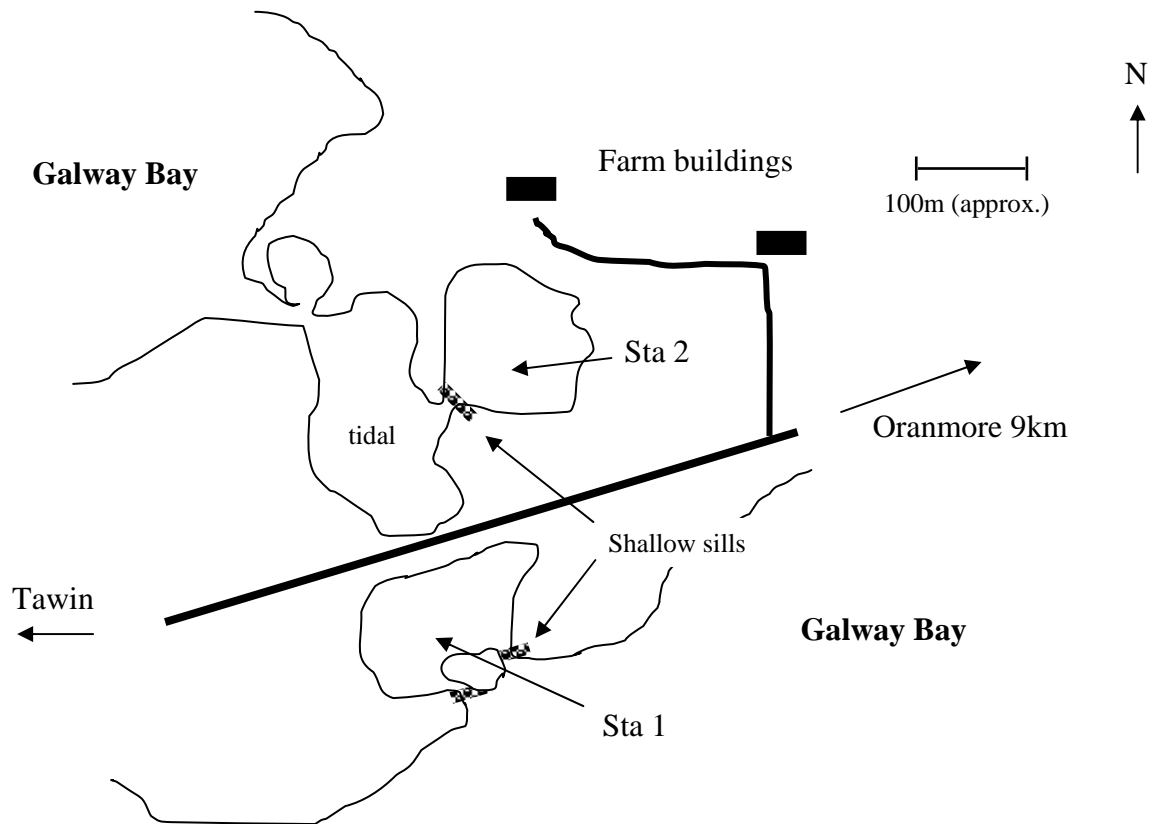 N
Farm buildings
Galway Bay
100m (approx.)
Sta 2
Oranmore 9km
tidal
Shallow sills
Tawin
Galway Bay
Sta 1